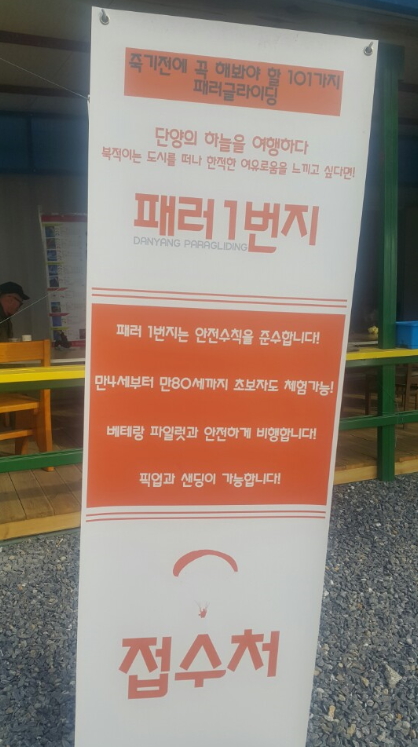 죽기전에 꼭 해봐야 할 101가지
패러글라이딩
단양의 하늘을 여행하다
북적이는 도시를 떠나 한적한 여유로움을 느끼고 싶다면!
패러1번지
DANYANG PARAGLIDING
패러 1번지는 안전수칙을 준수합니다!
만4세부터 만80세까지 초보자도 체험가능!
베테랑 파일럿과 안전하게 비행합니다!
픽업과 샌딩이 가능합니다!
접수처